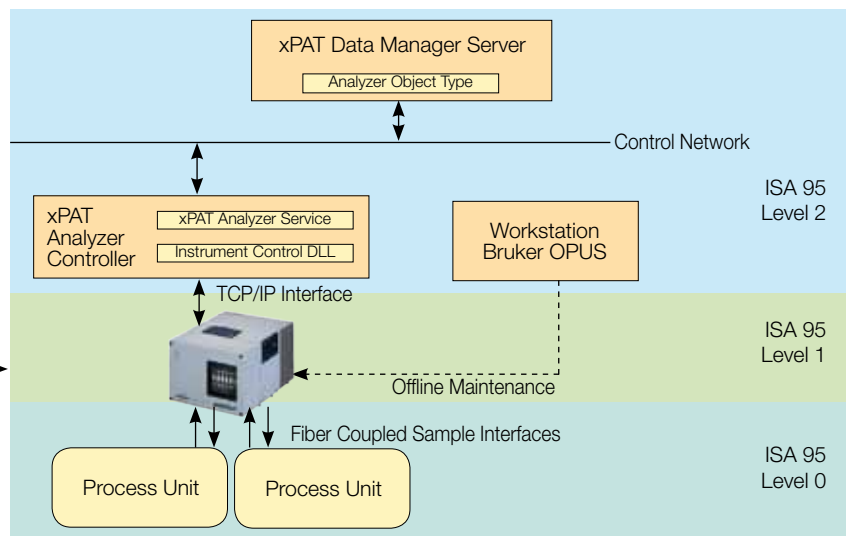 xPAT Data Manager Server
Analyzer Object Type
Control Network
ISA 95
Level 2
xPAT
Analyzer
Controller
xPAT Analyzer Service
Instrument Control DLL
Workstation
Bruker OPUS
TCP/IP Interface
ISA 95
Level 1
Offline Maintenance
Fiber Coupled Sample Interfaces
ISA 95
Level 0
Process Unit
Process Unit